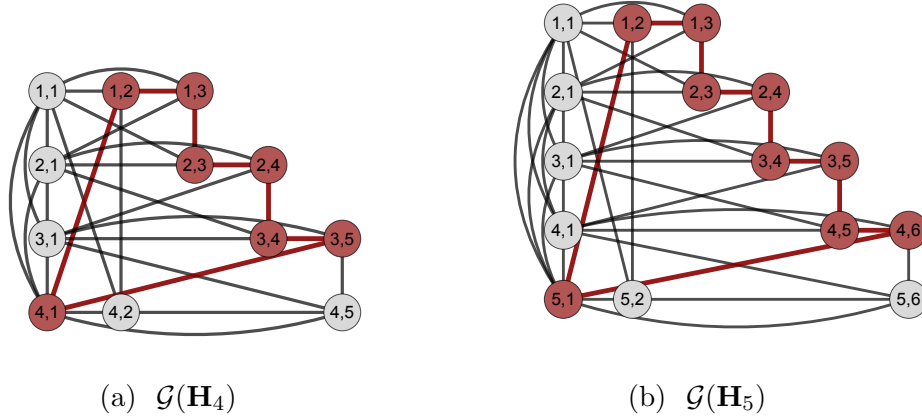 1,1 1,2 1,3
2,1 2,3 2,4
3,1 3,4 3,5
4,1 4,2 4,5
(a) 𝒢(𝐇₄)
1,1 1,2 1,3
2,1 2,3 2,4
3,1 3,4 3,5
4,1 4,5 4,6
5,1 5,2 5,6
(b) 𝒢(𝐇₅)